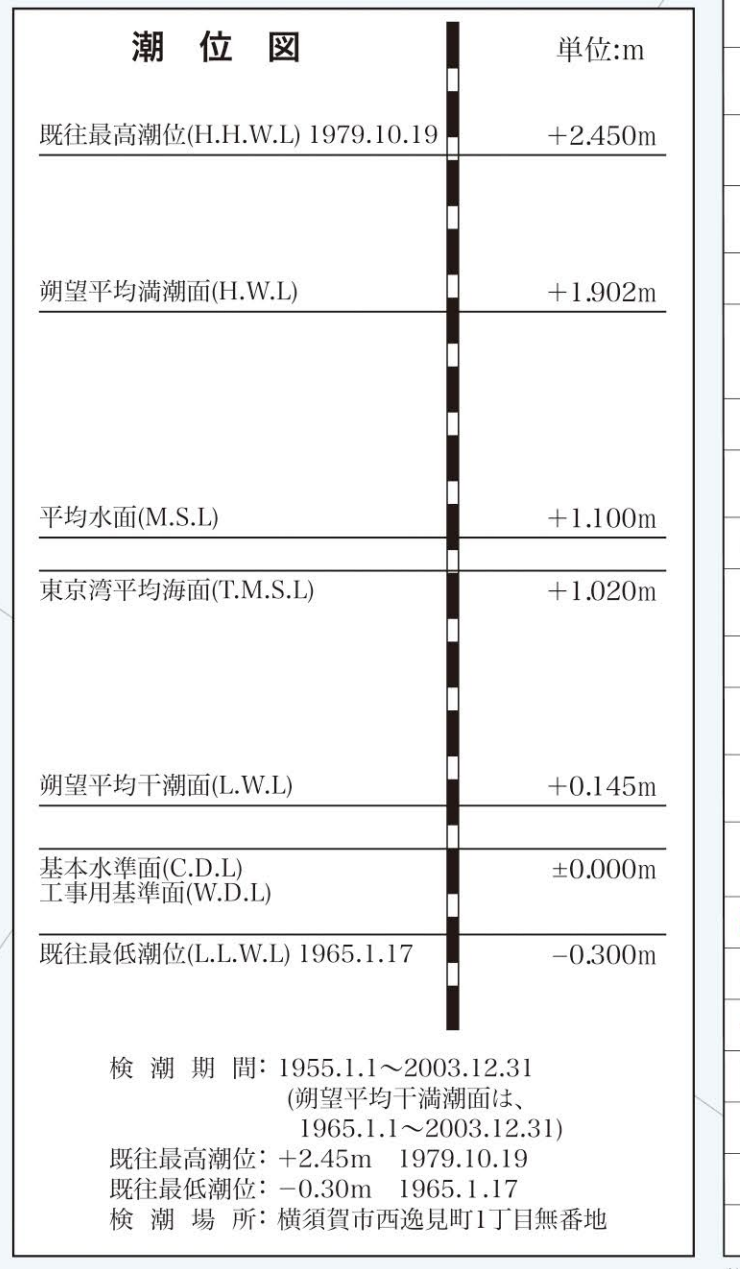 潮 位 図 単位:m
既往最高潮位(H.H.W.L) 1979.10.19 +2.450m
朔望平均満潮面(H.W.L) +1.902m
平均水面(M.S.L) +1.100m
東京湾平均海面(T.M.S.L) +1.020m
朔望平均干潮面(L.W.L) +0.145m
基本水準面(C.D.L) ±0.000m
工事用基準面(W.D.L)
既往最低潮位(L.L.W.L) 1965.1.17 −0.300m
検 潮 期 間: 1955.1.1〜2003.12.31
(朔望平均干満潮面は、
1965.1.1〜2003.12.31)
既往最高潮位: +2.45m 1979.10.19
既往最低潮位: −0.30m 1965.1.17
検 潮 場 所: 横須賀市西逸見町1丁目無番地